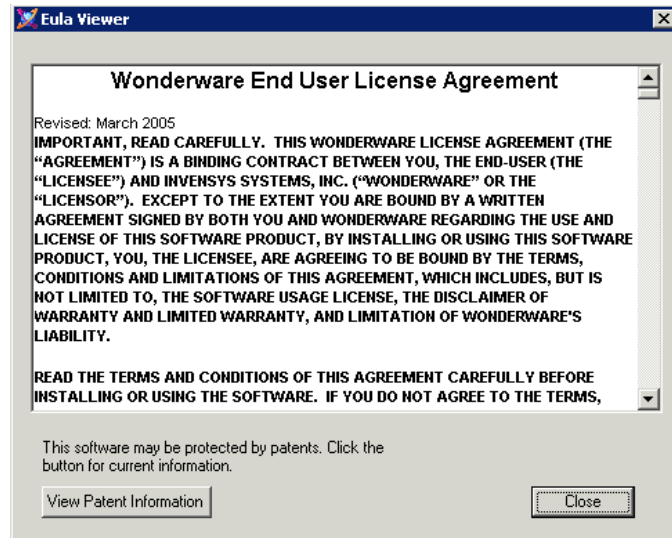 Eula Viewer
Wonderware End User License Agreement
Revised: March 2005
IMPORTANT, READ CAREFULLY.  THIS WONDERWARE LICENSE AGREEMENT (THE
“AGREEMENT”) IS A BINDING CONTRACT BETWEEN YOU, THE END-USER (THE
“LICENSEE”) AND INVENSYS SYSTEMS, INC. (“WONDERWARE” OR THE
“LICENSOR”).  EXCEPT TO THE EXTENT YOU ARE BOUND BY A WRITTEN
AGREEMENT SIGNED BY BOTH YOU AND WONDERWARE REGARDING THE USE AND
LICENSE OF THIS SOFTWARE PRODUCT, BY INSTALLING OR USING THIS SOFTWARE
PRODUCT, YOU, THE LICENSEE, ARE AGREEING TO BE BOUND BY THE TERMS,
CONDITIONS AND LIMITATIONS OF THIS AGREEMENT, WHICH INCLUDES, BUT IS
NOT LIMITED TO, THE SOFTWARE USAGE LICENSE, THE DISCLAIMER OF
WARRANTY AND LIMITED WARRANTY, AND LIMITATION OF WONDERWARE'S
LIABILITY.
READ THE TERMS AND CONDITIONS OF THIS AGREEMENT CAREFULLY BEFORE
INSTALLING OR USING THE SOFTWARE.  IF YOU DO NOT AGREE TO THE TERMS,
This software may be protected by patents. Click the
button for current information.
View Patent Information
Close